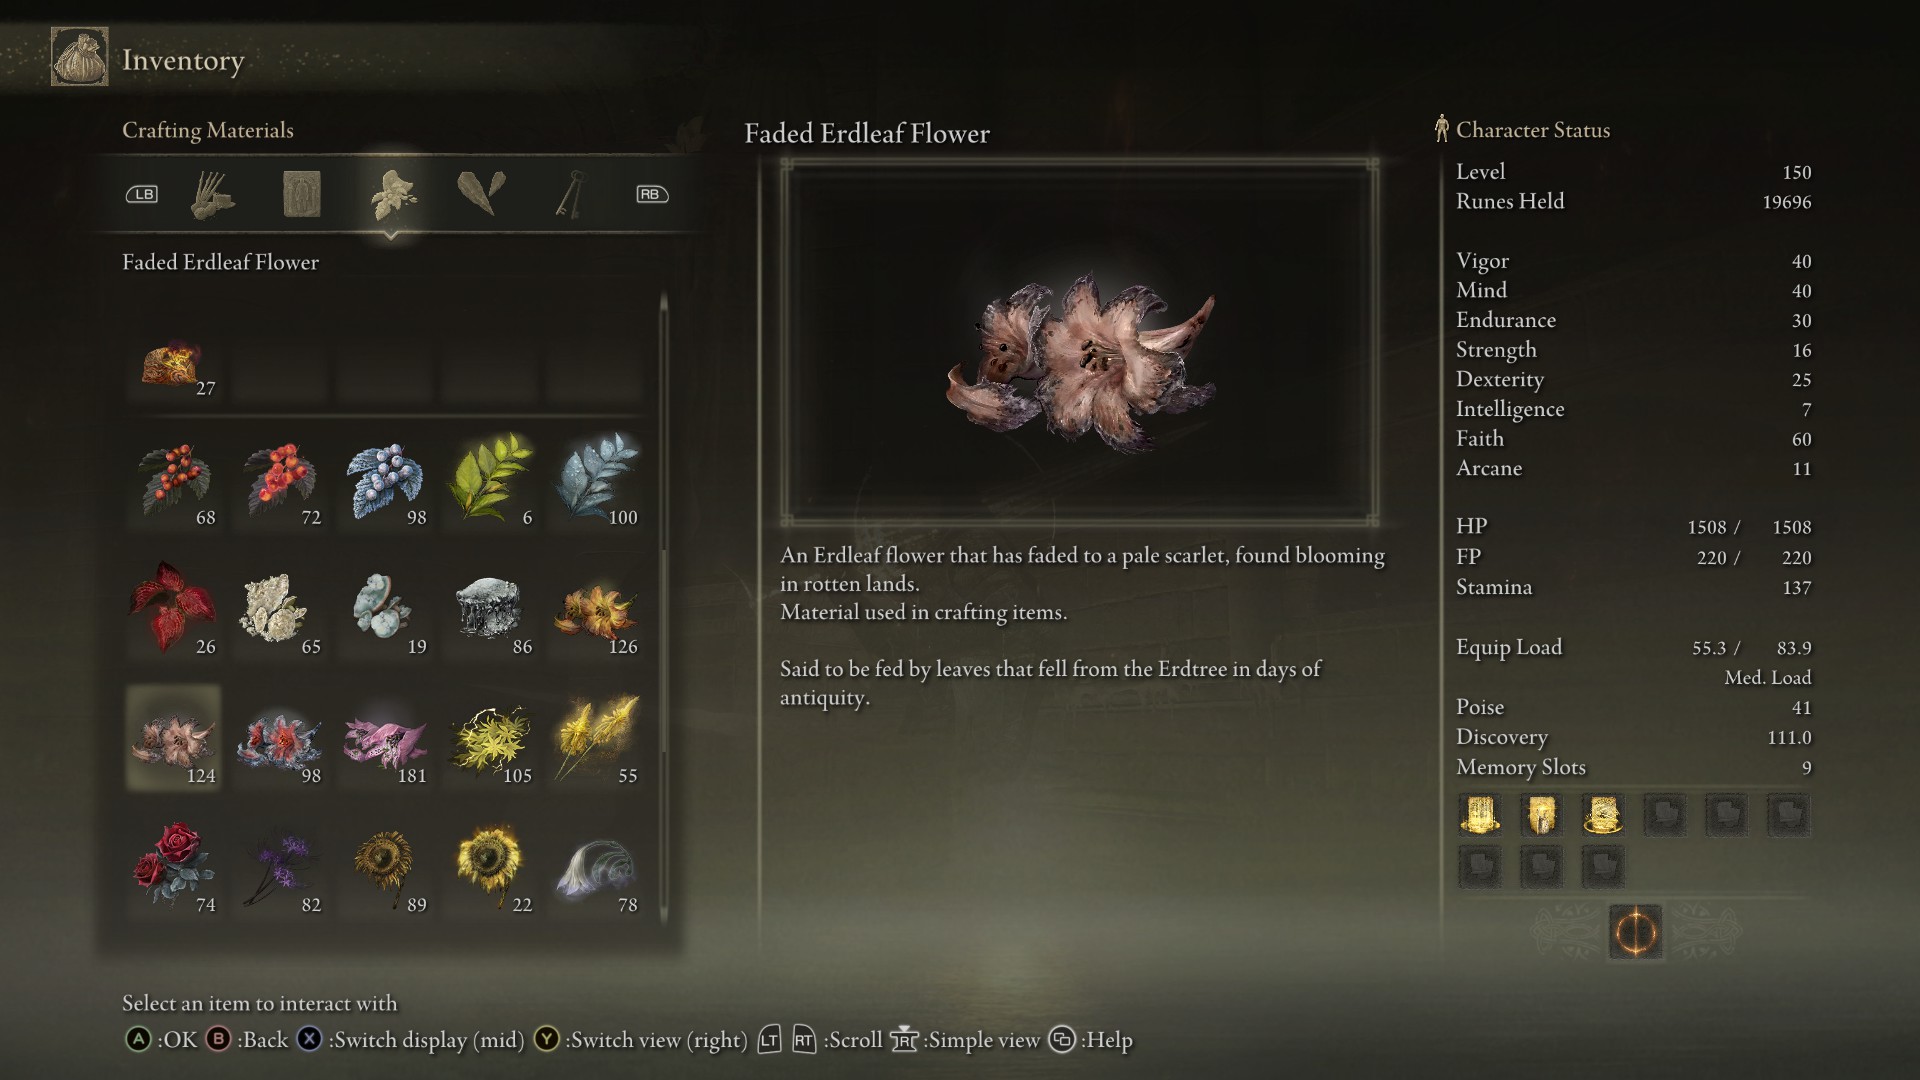 Inventory
Crafting Materials
LB
RB
Faded Erdleaf Flower
27
68 72 98 6 100
26 65 19 86 126
124 98 181 105 55
74 82 89 22 78
Faded Erdleaf Flower
An Erdleaf flower that has faded to a pale scarlet, found blooming
in rotten lands.
Material used in crafting items.
Said to be fed by leaves that fell from the Erdtree in days of
antiquity.
Character Status
Level 150
Runes Held 19696
Vigor 40
Mind 40
Endurance 30
Strength 16
Dexterity 25
Intelligence 7
Faith 60
Arcane 11
HP 1508 / 1508
FP 220 / 220
Stamina 137
Equip Load 55.3 / 83.9
Med. Load
Poise 41
Discovery 111.0
Memory Slots 9
Select an item to interact with
A :OK B :Back X :Switch display (mid) Y :Switch view (right) LT RT :Scroll R :Simple view :Help